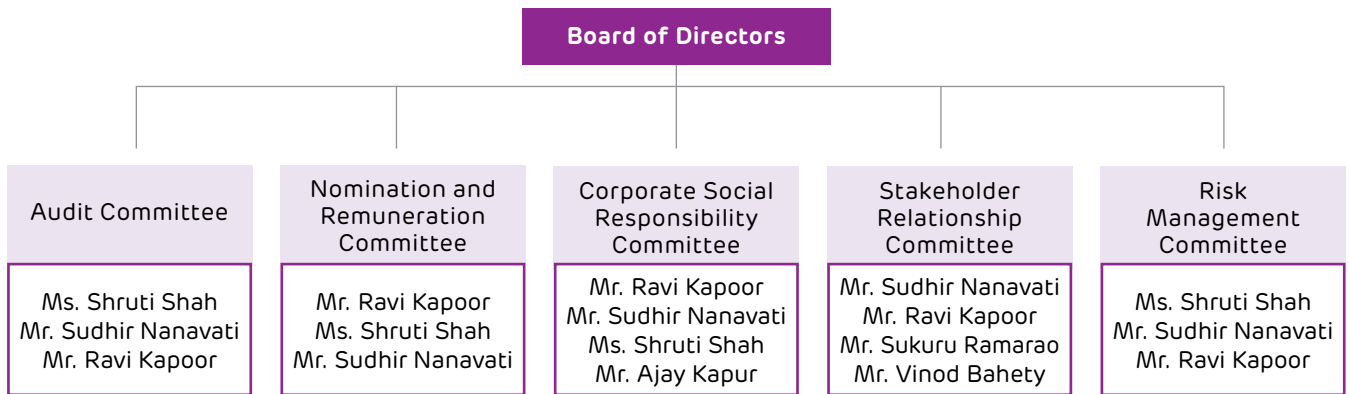 Board of Directors
Audit Committee
Nomination and
Remuneration
Committee
Corporate Social
Responsibility
Committee
Stakeholder
Relationship
Committee
Risk
Management
Committee
Ms. Shruti Shah
Mr. Sudhir Nanavati
Mr. Ravi Kapoor
Mr. Ravi Kapoor
Ms. Shruti Shah
Mr. Sudhir Nanavati
Mr. Ravi Kapoor
Mr. Sudhir Nanavati
Ms. Shruti Shah
Mr. Ajay Kapur
Mr. Sudhir Nanavati
Mr. Ravi Kapoor
Mr. Sukuru Ramarao
Mr. Vinod Bahety
Ms. Shruti Shah
Mr. Sudhir Nanavati
Mr. Ravi Kapoor